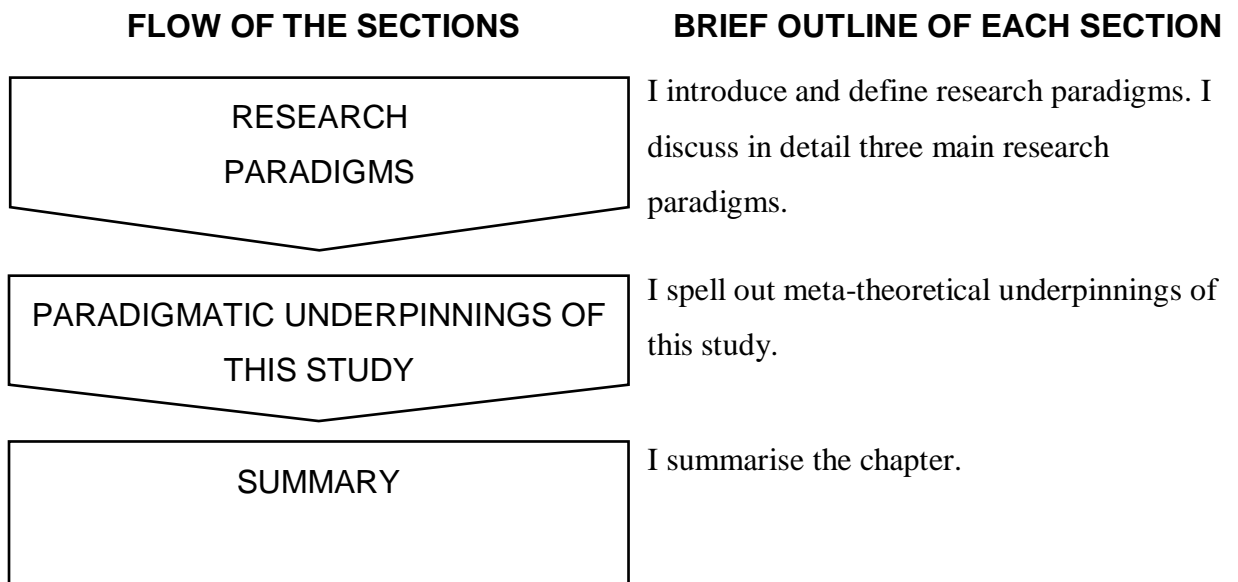 FLOW OF THE SECTIONS
BRIEF OUTLINE OF EACH SECTION
RESEARCH
PARADIGMS
I introduce and define research paradigms. I
discuss in detail three main research
paradigms.
PARADIGMATIC UNDERPINNINGS OF
THIS STUDY
I spell out meta-theoretical underpinnings of
this study.
SUMMARY
I summarise the chapter.